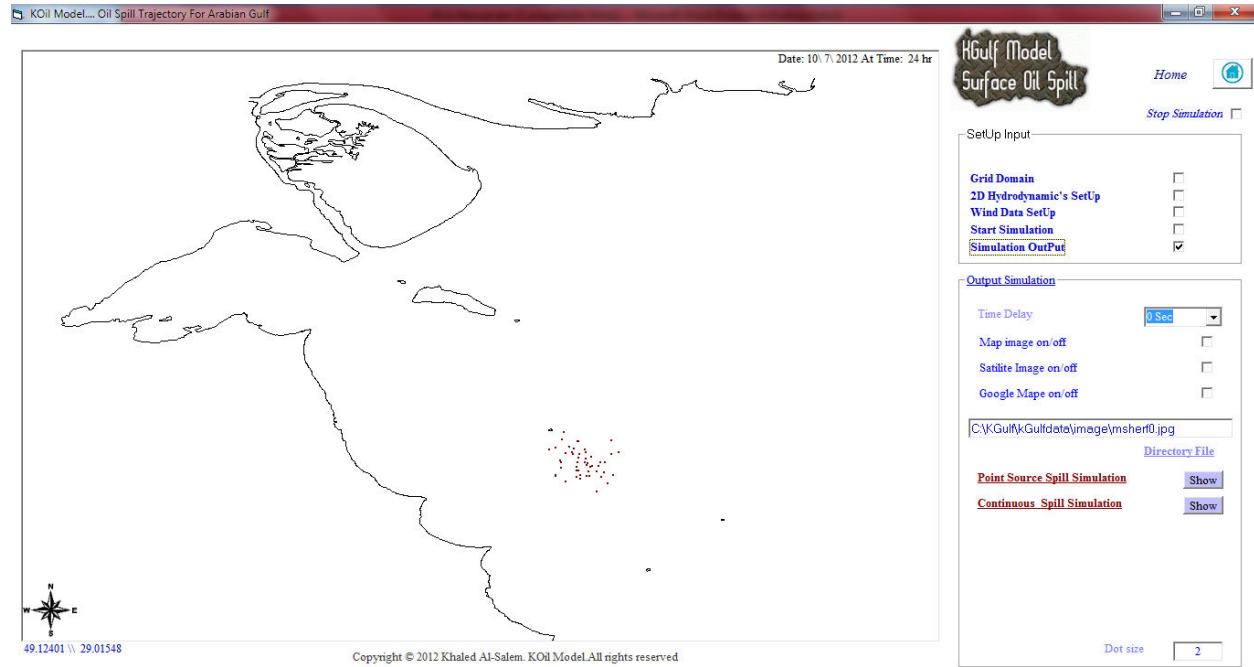 KOil Model.... Oil Spill Trajectory For Arabian Gulf
Date: 10\ 7\ 2012 At Time: 24 hr
KGulf Model
Surface Oil Spill
Home
Stop Simulation
SetUp Input
Grid Domain
2D Hydrodynamic's SetUp
Wind Data SetUp
Start Simulation
Simulation OutPut
Output Simulation
Time Delay
0 Sec
Map image on/off
Satilite Image on/off
Google Mape on/off
C:\KGulf\kGulfdata\image\msherf0.jpg
Directory File
Point Source Spill Simulation
Show
Continuous Spill Simulation
Show
N
W E
S
49.12401 \\ 29.01548
Copyright © 2012 Khaled Al-Salem. KOil Model.All rights reserved
Dot size
2